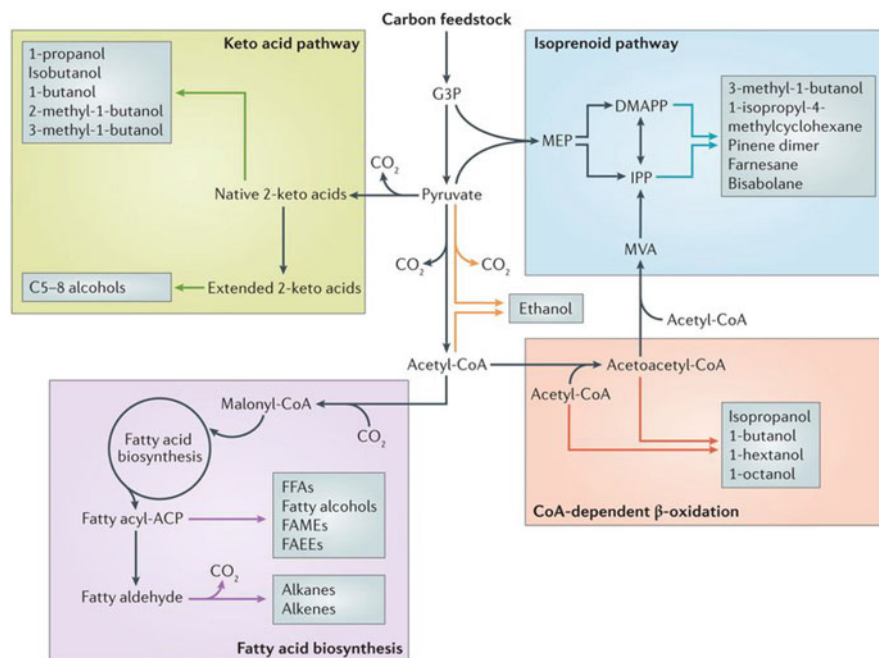 Carbon feedstock
Keto acid pathway
1-propanol
Isobutanol
1-butanol
2-methyl-1-butanol
3-methyl-1-butanol
Native 2-keto acids
C5–8 alcohols
Extended 2-keto acids
G3P
CO2
Pyruvate
CO2
CO2
Ethanol
Acetyl-CoA
Isoprenoid pathway
MEP
DMAPP
IPP
MVA
3-methyl-1-butanol
1-isopropyl-4-
methylcyclohexane
Pinene dimer
Farnesane
Bisabolane
Acetyl-CoA
Acetoacetyl-CoA
Acetyl-CoA
Isopropanol
1-butanol
1-hextanol
1-octanol
CoA-dependent β-oxidation
Malonyl-CoA
CO2
Fatty acid
biosynthesis
Fatty acyl-ACP
FFAs
Fatty alcohols
FAMEs
FAEEs
CO2
Fatty aldehyde
Alkanes
Alkenes
Fatty acid biosynthesis